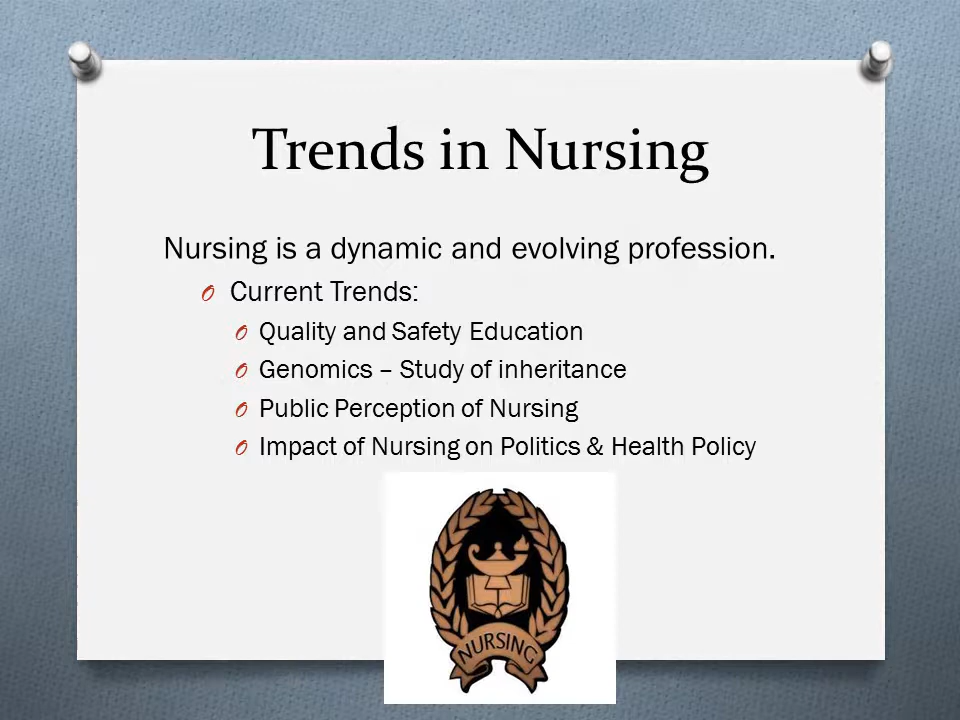 Trends in Nursing
Nursing is a dynamic and evolving profession.
Current Trends:
Quality and Safety Education
Genomics – Study of inheritance
Public Perception of Nursing
Impact of Nursing on Politics & Health Policy
NURSING